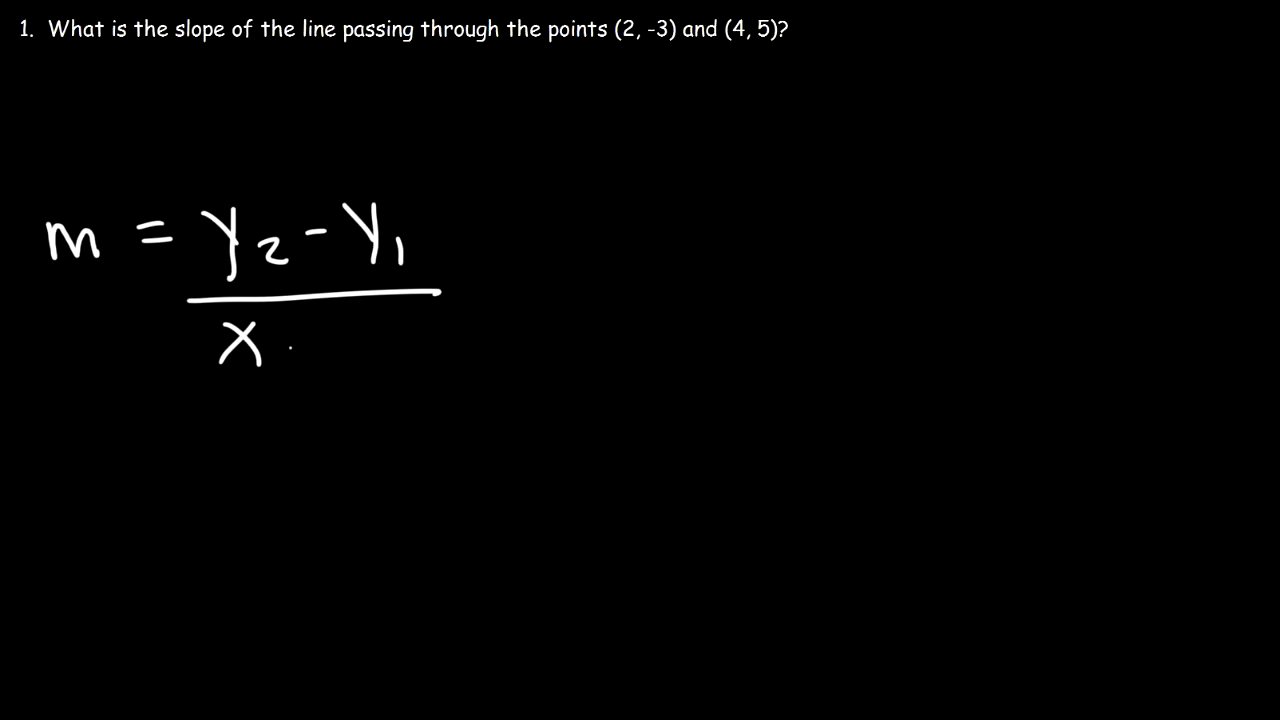 1. What is the slope of the line passing through the points (2, -3) and (4, 5)?
m = y₂ - y₁
x